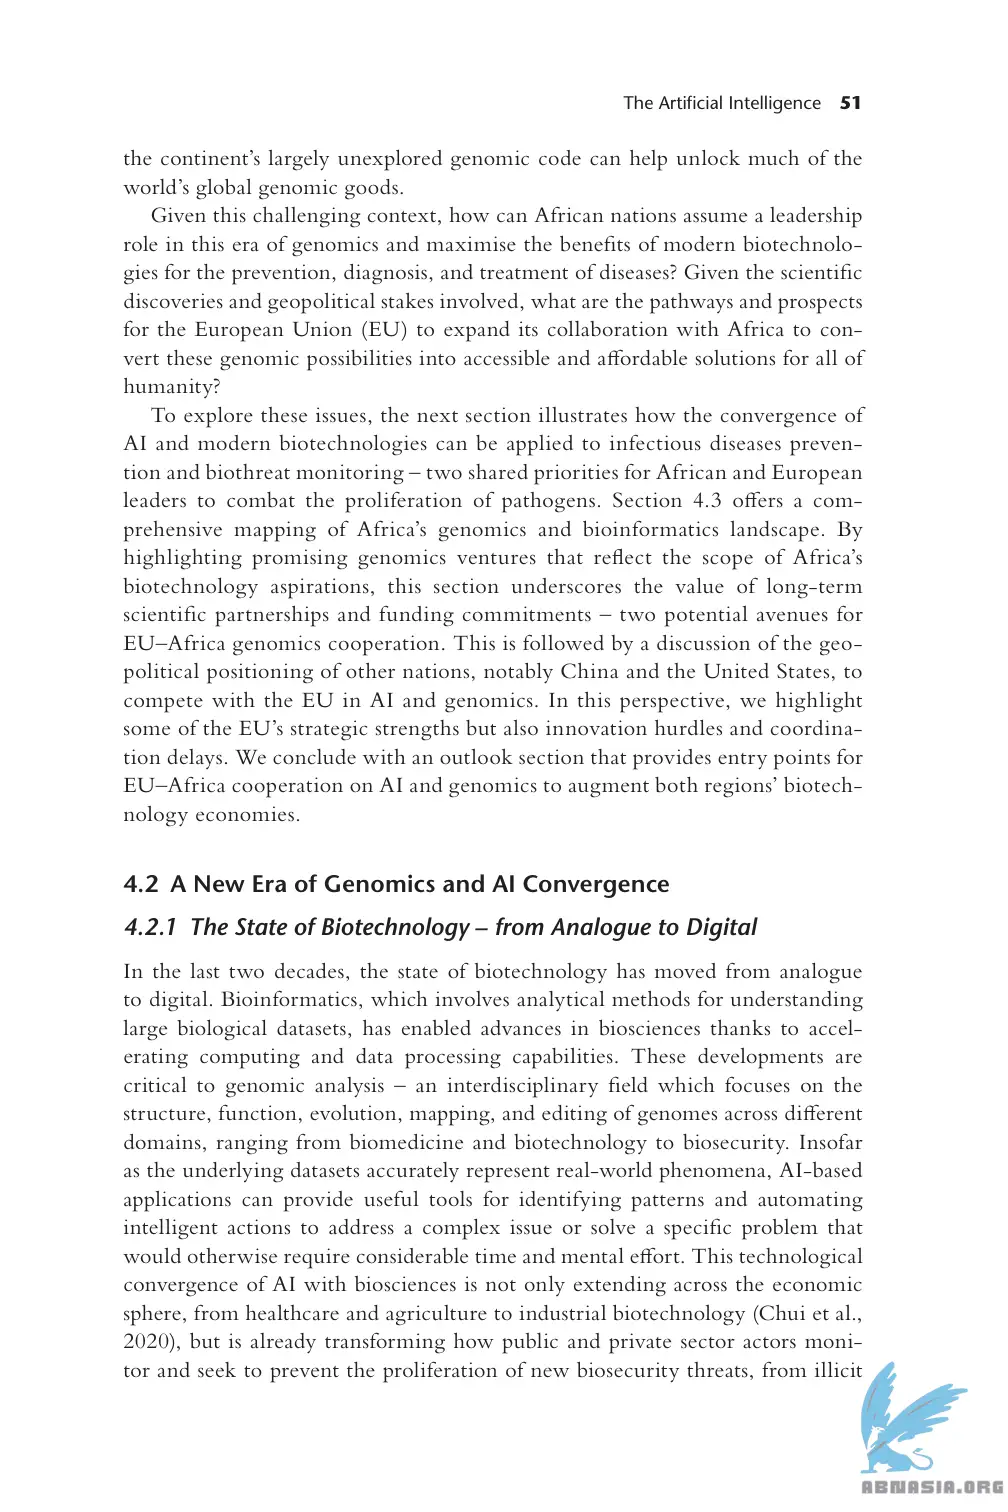 The Artificial Intelligence 51
the continent’s largely unexplored genomic code can help unlock much of the
world’s global genomic goods.
Given this challenging context, how can African nations assume a leadership
role in this era of genomics and maximise the benefits of modern biotechnolo-
gies for the prevention, diagnosis, and treatment of diseases? Given the scientific
discoveries and geopolitical stakes involved, what are the pathways and prospects
for the European Union (EU) to expand its collaboration with Africa to con-
vert these genomic possibilities into accessible and affordable solutions for all of
humanity?
To explore these issues, the next section illustrates how the convergence of
AI and modern biotechnologies can be applied to infectious diseases preven-
tion and biothreat monitoring – two shared priorities for African and European
leaders to combat the proliferation of pathogens. Section 4.3 offers a com-
prehensive mapping of Africa’s genomics and bioinformatics landscape. By
highlighting promising genomics ventures that reflect the scope of Africa’s
biotechnology aspirations, this section underscores the value of long-term
scientific partnerships and funding commitments – two potential avenues for
EU–Africa genomics cooperation. This is followed by a discussion of the geo-
political positioning of other nations, notably China and the United States, to
compete with the EU in AI and genomics. In this perspective, we highlight
some of the EU’s strategic strengths but also innovation hurdles and coordina-
tion delays. We conclude with an outlook section that provides entry points for
EU–Africa cooperation on AI and genomics to augment both regions’ biotech-
nology economies.
4.2 A New Era of Genomics and AI Convergence
4.2.1 The State of Biotechnology – from Analogue to Digital
In the last two decades, the state of biotechnology has moved from analogue
to digital. Bioinformatics, which involves analytical methods for understanding
large biological datasets, has enabled advances in biosciences thanks to accel-
erating computing and data processing capabilities. These developments are
critical to genomic analysis – an interdisciplinary field which focuses on the
structure, function, evolution, mapping, and editing of genomes across different
domains, ranging from biomedicine and biotechnology to biosecurity. Insofar
as the underlying datasets accurately represent real-world phenomena, AI-based
applications can provide useful tools for identifying patterns and automating
intelligent actions to address a complex issue or solve a specific problem that
would otherwise require considerable time and mental effort. This technological
convergence of AI with biosciences is not only extending across the economic
sphere, from healthcare and agriculture to industrial biotechnology (Chui et al.,
2020), but is already transforming how public and private sector actors moni-
tor and seek to prevent the proliferation of new biosecurity threats, from illicit
ABNASIA.ORG